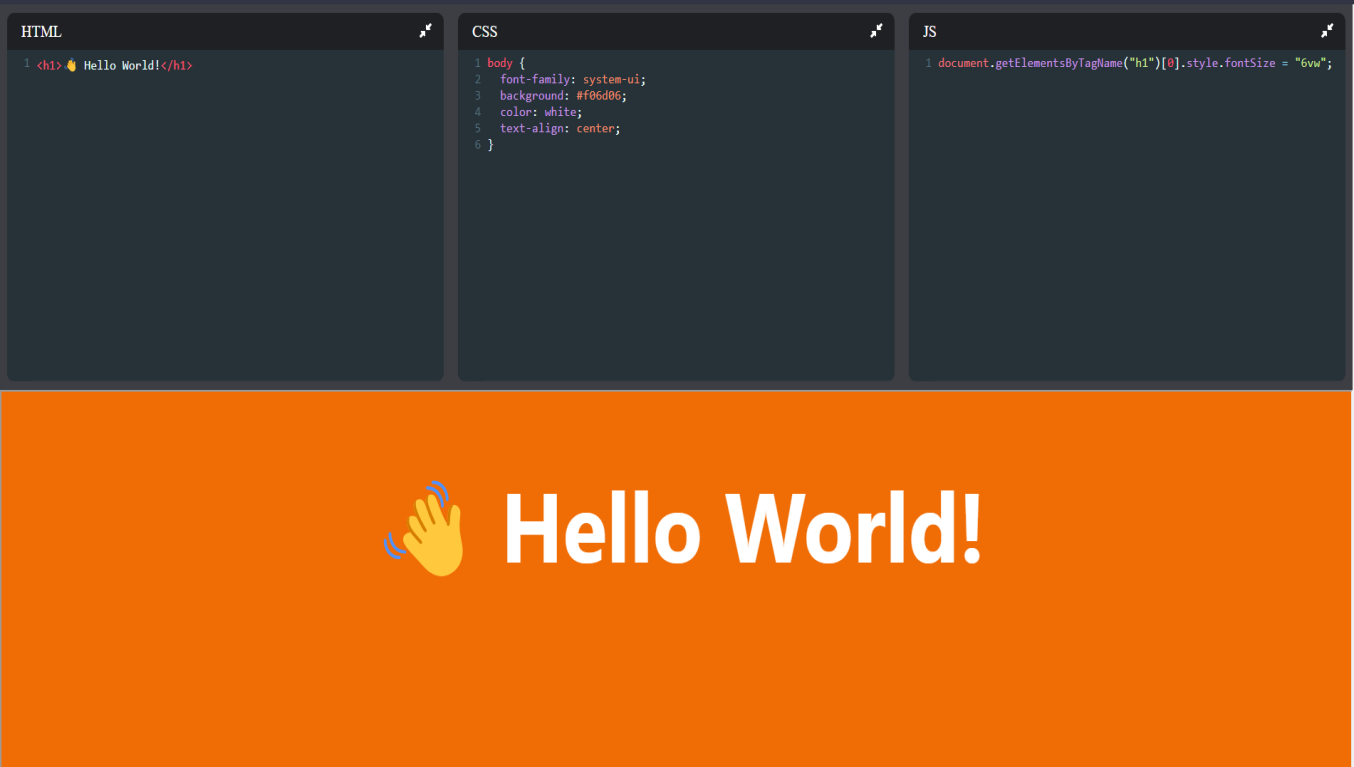 HTML
1 <h1>👋 Hello World!</h1>
CSS
1 body {
2   font-family: system-ui;
3   background: #f06d06;
4   color: white;
5   text-align: center;
6 }
JS
1 document.getElementsByTagName("h1")[0].style.fontSize = "6vw";
👋 Hello World!